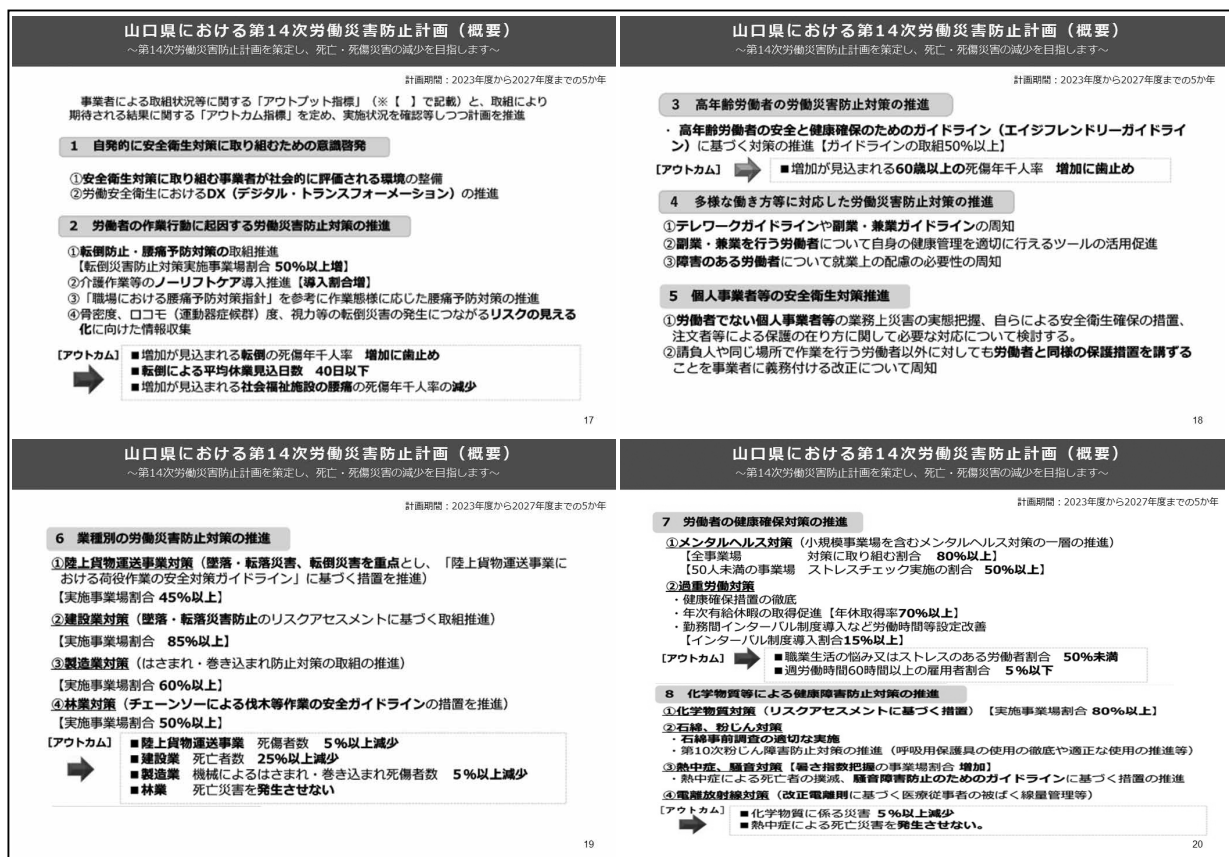 山口県における第14次労働災害防止計画（概要）
～第14次労働災害防止計画を策定し、死亡・死傷災害の減少を目指します～
計画期間：2023年度から2027年度までの5か年
事業者による取組状況等に関する「アウトプット指標」（※【　】で記載）と、取組により
期待される結果に関する「アウトカム指標」を定め、実施状況を確認等しつつ計画を推進
1　自発的に安全衛生対策に取り組むための意識啓発
①安全衛生対策に取り組む事業者が社会的に評価される環境の整備
②労働安全衛生におけるDX（デジタル・トランスフォーメーション）の推進
2　労働者の作業行動に起因する労働災害防止対策の推進
①転倒防止・腰痛予防対策の取組推進
【転倒災害防止対策実施事業場割合 50%以上増】
②介護作業等のノーリフトケア導入推進【導入割合増】
③「職場における腰痛予防対策指針」を参考に作業態様に応じた腰痛予防対策の推進
④骨密度、ロコモ（運動器症候群）度、視力等の転倒災害の発生につながるリスクの見える
化に向けた情報収集
[アウトカム]
■増加が見込まれる転倒の死傷年千人率　増加に歯止め
■転倒による平均休業見込日数　40日以下
■増加が見込まれる社会福祉施設の腰痛の死傷年千人率の減少
17
山口県における第14次労働災害防止計画（概要）
～第14次労働災害防止計画を策定し、死亡・死傷災害の減少を目指します～
計画期間：2023年度から2027年度までの5か年
3　高年齢労働者の労働災害防止対策の推進
・高年齢労働者の安全と健康確保のためのガイドライン（エイジフレンドリーガイドライ
ン）に基づく対策の推進【ガイドラインの取組50%以上】
[アウトカム]
■増加が見込まれる60歳以上の死傷年千人率　増加に歯止め
4　多様な働き方等に対応した労働災害防止対策の推進
①テレワークガイドラインや副業・兼業ガイドラインの周知
②副業・兼業を行う労働者について自身の健康管理を適切に行えるツールの活用促進
③障害のある労働者について就業上の配慮の必要性の周知
5　個人事業者等の安全衛生対策推進
①労働者でない個人事業者等の業務上災害の実態把握、自らによる安全衛生確保の措置、
注文者等による保護の在り方に関して必要な対応について検討する。
②請負人や同じ場所で作業を行う労働者以外に対しても労働者と同様の保護措置を講ずる
ことを事業者に義務付ける改正について周知
18
山口県における第14次労働災害防止計画（概要）
～第14次労働災害防止計画を策定し、死亡・死傷災害の減少を目指します～
計画期間：2023年度から2027年度までの5か年
6　業種別の労働災害防止対策の推進
①陸上貨物運送事業対策（墜落・転落災害、転倒災害を重点とし、「陸上貨物運送事業に
おける荷役作業の安全対策ガイドライン」に基づく措置を推進）
【実施事業場割合 45%以上】
②建設業対策（墜落・転落災害防止のリスクアセスメントに基づく取組推進）
【実施事業場割合　85%以上】
③製造業対策（はさまれ・巻き込まれ防止対策の取組の推進）
【実施事業場割合 60%以上】
④林業対策（チェーンソーによる伐木等作業の安全ガイドラインの措置を推進）
【実施事業場割合 50%以上】
[アウトカム]
■陸上貨物運送事業　死傷者数　5%以上減少
■建設業　死亡者数　25%以上減少
■製造業　機械によるはさまれ・巻き込まれ死傷者数　5%以上減少
■林業　死亡災害を発生させない
19
山口県における第14次労働災害防止計画（概要）
～第14次労働災害防止計画を策定し、死亡・死傷災害の減少を目指します～
計画期間：2023年度から2027年度までの5か年
7　労働者の健康確保対策の推進
①メンタルヘルス対策（小規模事業場を含むメンタルヘルス対策の一層の推進）
【全事業場　対策に取り組む割合　80%以上】
【50人未満の事業場　ストレスチェック実施の割合　50%以上】
②過重労働対策
・健康確保措置の徹底
・年次有給休暇の取得促進【年休取得率70%以上】
・勤務間インターバル制度導入など労働時間等設定改善
【インターバル制度導入割合15%以上】
[アウトカム]
■職業生活の悩み又はストレスのある労働者割合　50%未満
■週労働時間60時間以上の雇用者割合　5%以下
8　化学物質等による健康障害防止対策の推進
①化学物質対策（リスクアセスメントに基づく措置）【実施事業場割合 80%以上】
②石綿、粉じん対策
・石綿事前調査の適切な実施
・第10次粉じん障害防止対策の推進（呼吸用保護具の使用の徹底や適正な使用の推進等）
③熱中症、騒音対策【暑さ指数把握の事業場割合 増加】
・熱中症による死亡者の撲滅、騒音障害防止のためのガイドラインに基づく措置の推進
④電離放射線対策（改正電離則に基づく医療従事者の被ばく線量管理等）
[アウトカム]
■化学物質に係る災害 5%以上減少
■熱中症による死亡災害を発生させない。
20